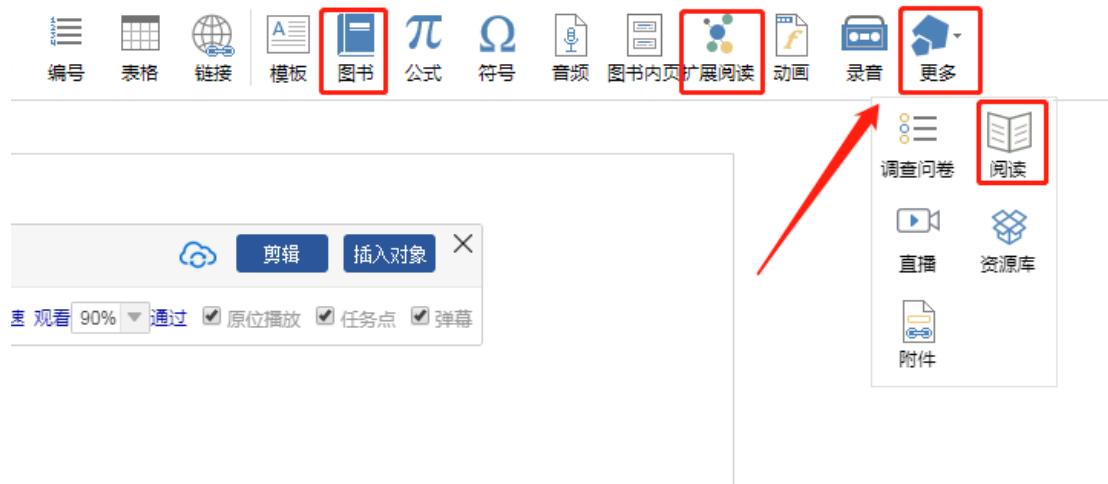 编号 表格 链接 模板 图书 公式 符号 音频 图书内页 扩展阅读 动画 录音 更多
调查问卷 阅读
直播 资源库
附件
剪辑 插入对象
速 观看 90% 通过 原位播放 任务点 弹幕